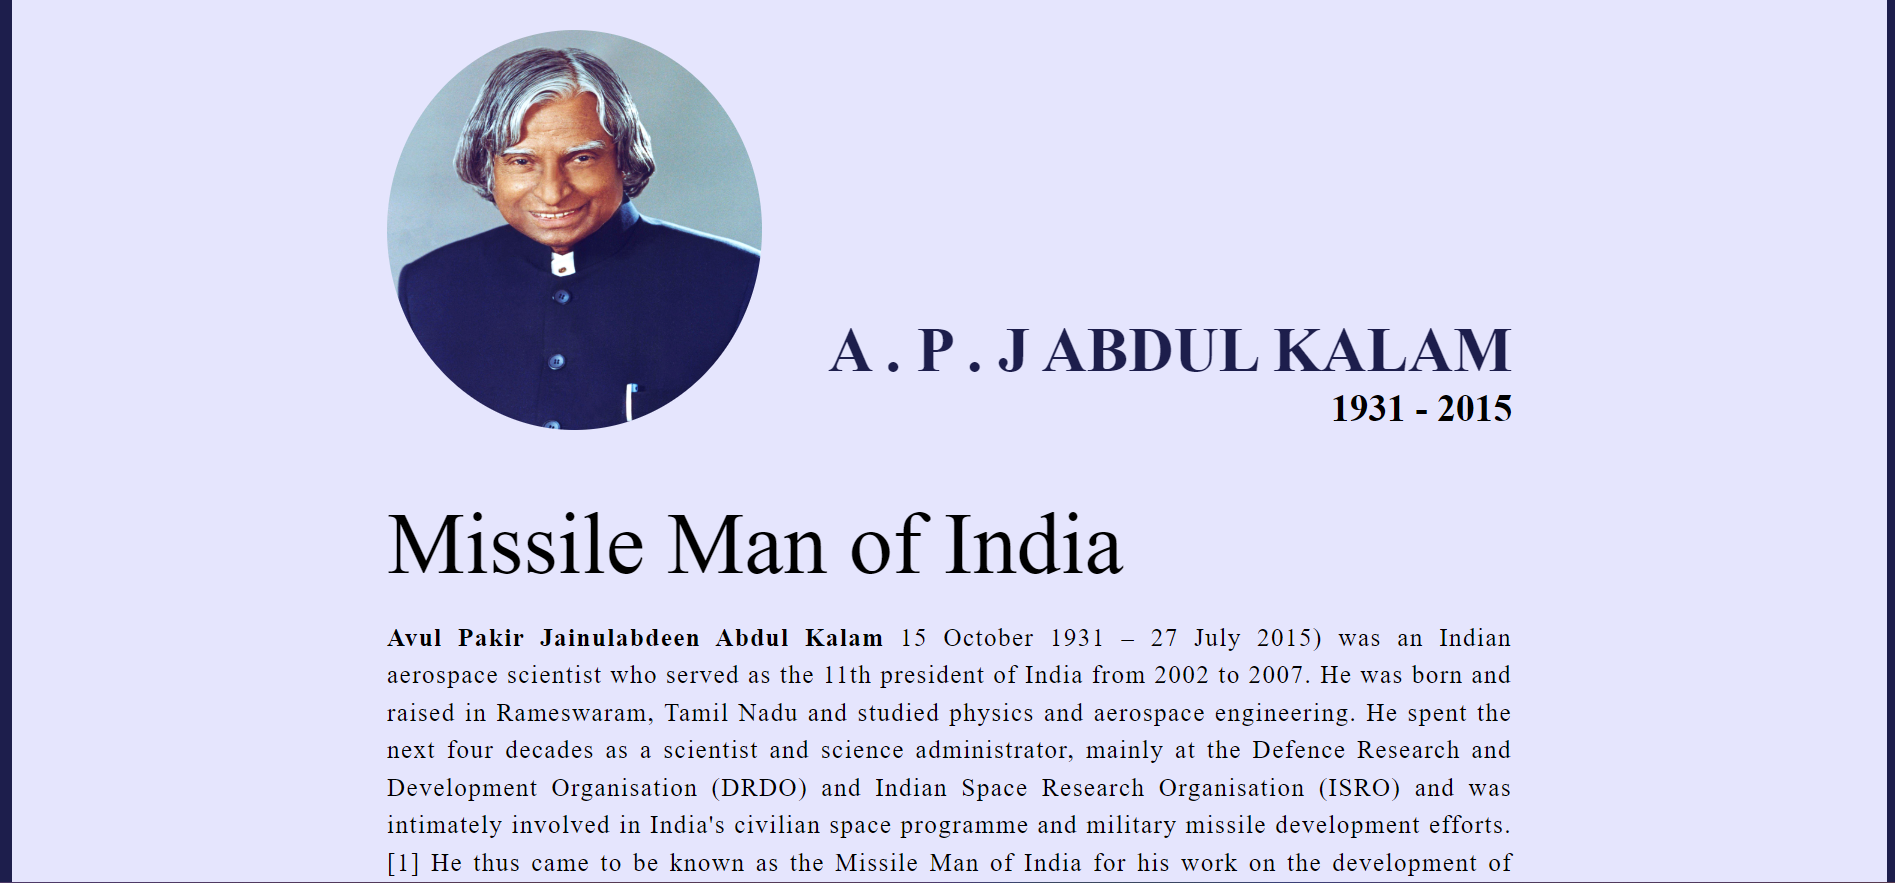 A . P . J ABDUL KALAM
1931 - 2015
Missile Man of India
Avul Pakir Jainulabdeen Abdul Kalam 15 October 1931 – 27 July 2015) was an Indian
aerospace scientist who served as the 11th president of India from 2002 to 2007. He was born and
raised in Rameswaram, Tamil Nadu and studied physics and aerospace engineering. He spent the
next four decades as a scientist and science administrator, mainly at the Defence Research and
Development Organisation (DRDO) and Indian Space Research Organisation (ISRO) and was
intimately involved in India's civilian space programme and military missile development efforts.
[1] He thus came to be known as the Missile Man of India for his work on the development of